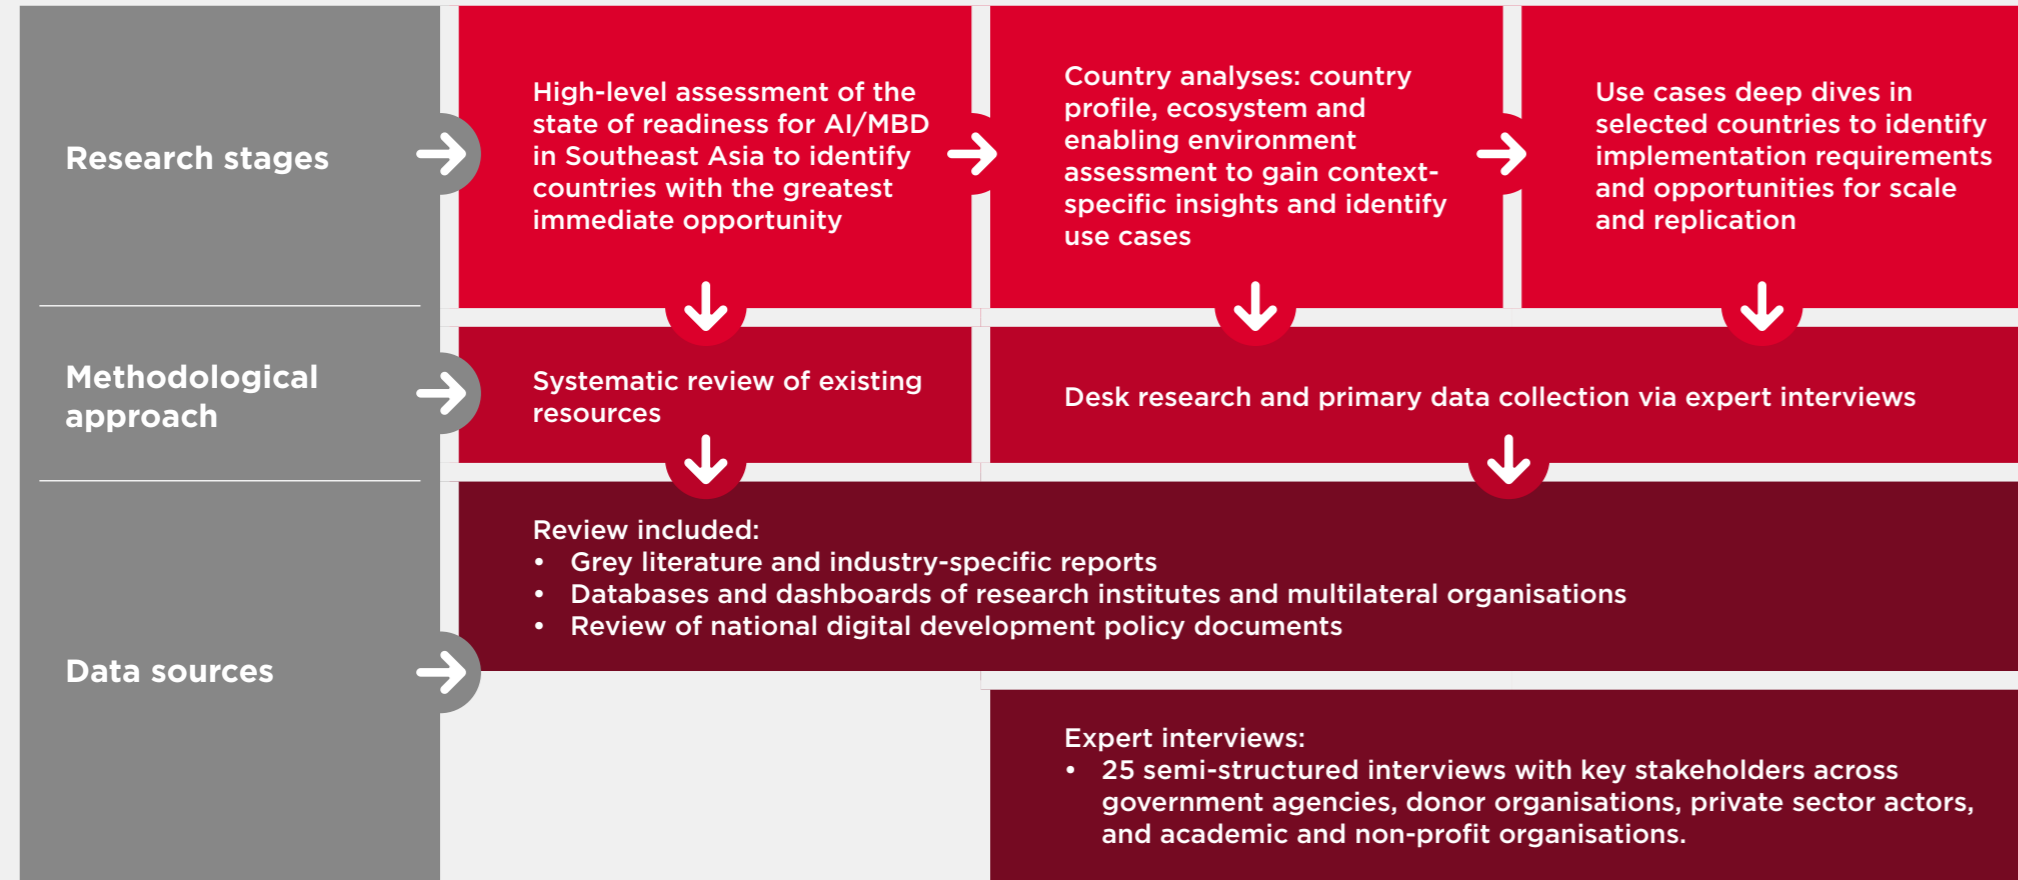 Research stages
High-level assessment of the
state of readiness for AI/MBD
in Southeast Asia to identify
countries with the greatest
immediate opportunity
Country analyses: country
profile, ecosystem and
enabling environment
assessment to gain context-
specific insights and identify
use cases
Use cases deep dives in
selected countries to identify
implementation requirements
and opportunities for scale
and replication
Methodological
approach
Systematic review of existing
resources
Desk research and primary data collection via expert interviews
Data sources
Review included:
• Grey literature and industry-specific reports
• Databases and dashboards of research institutes and multilateral organisations
• Review of national digital development policy documents
Expert interviews:
• 25 semi-structured interviews with key stakeholders across
government agencies, donor organisations, private sector actors,
and academic and non-profit organisations.